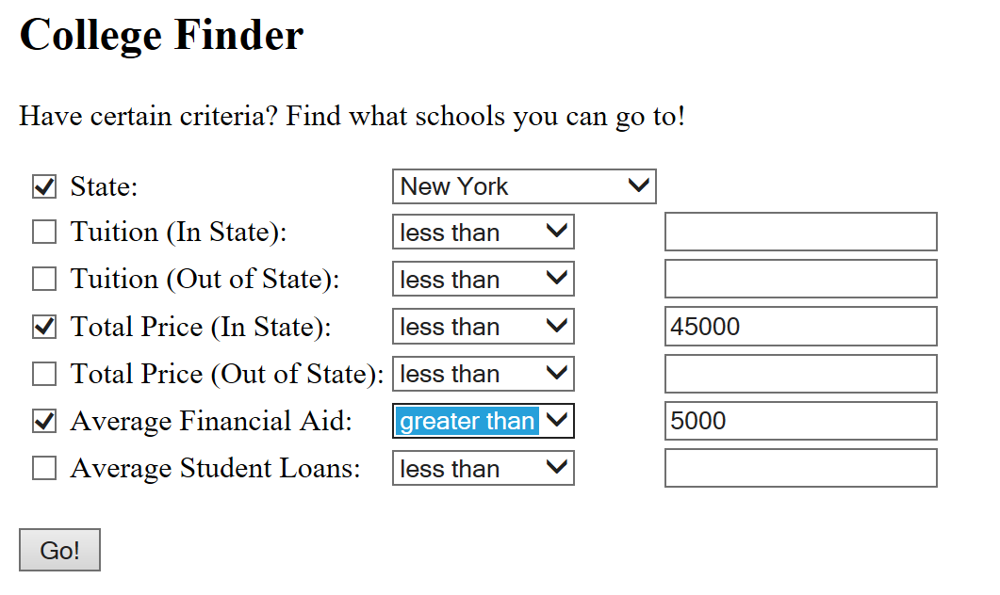 College Finder
Have certain criteria? Find what schools you can go to!
State: New York
Tuition (In State): less than
Tuition (Out of State): less than
Total Price (In State): less than 45000
Total Price (Out of State): less than
Average Financial Aid: greater than 5000
Average Student Loans: less than
Go!